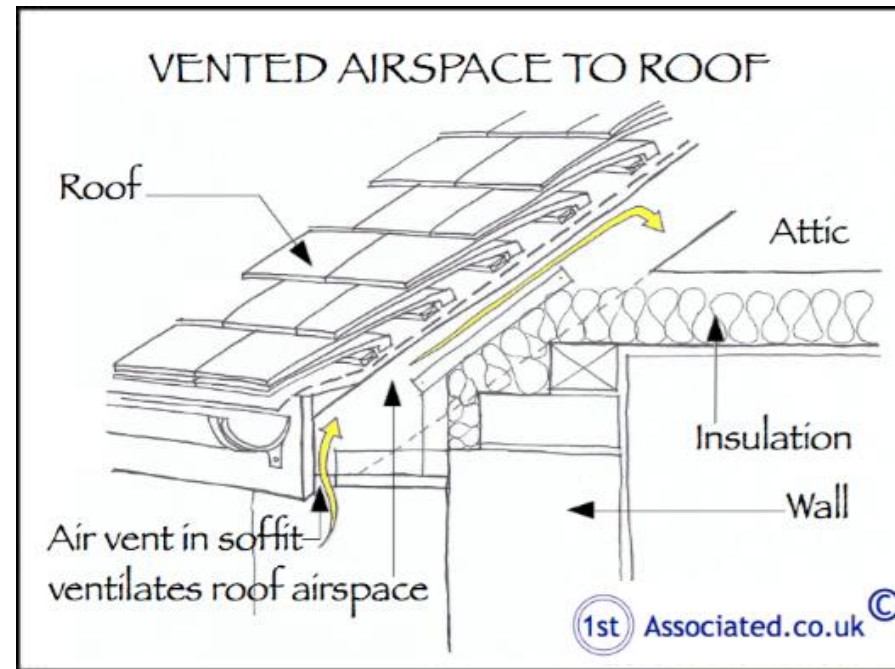 VENTED AIRSPACE TO ROOF
Roof
Attic
Insulation
Wall
Air vent in soffit
ventilates roof airspace
1st Associated.co.uk ©